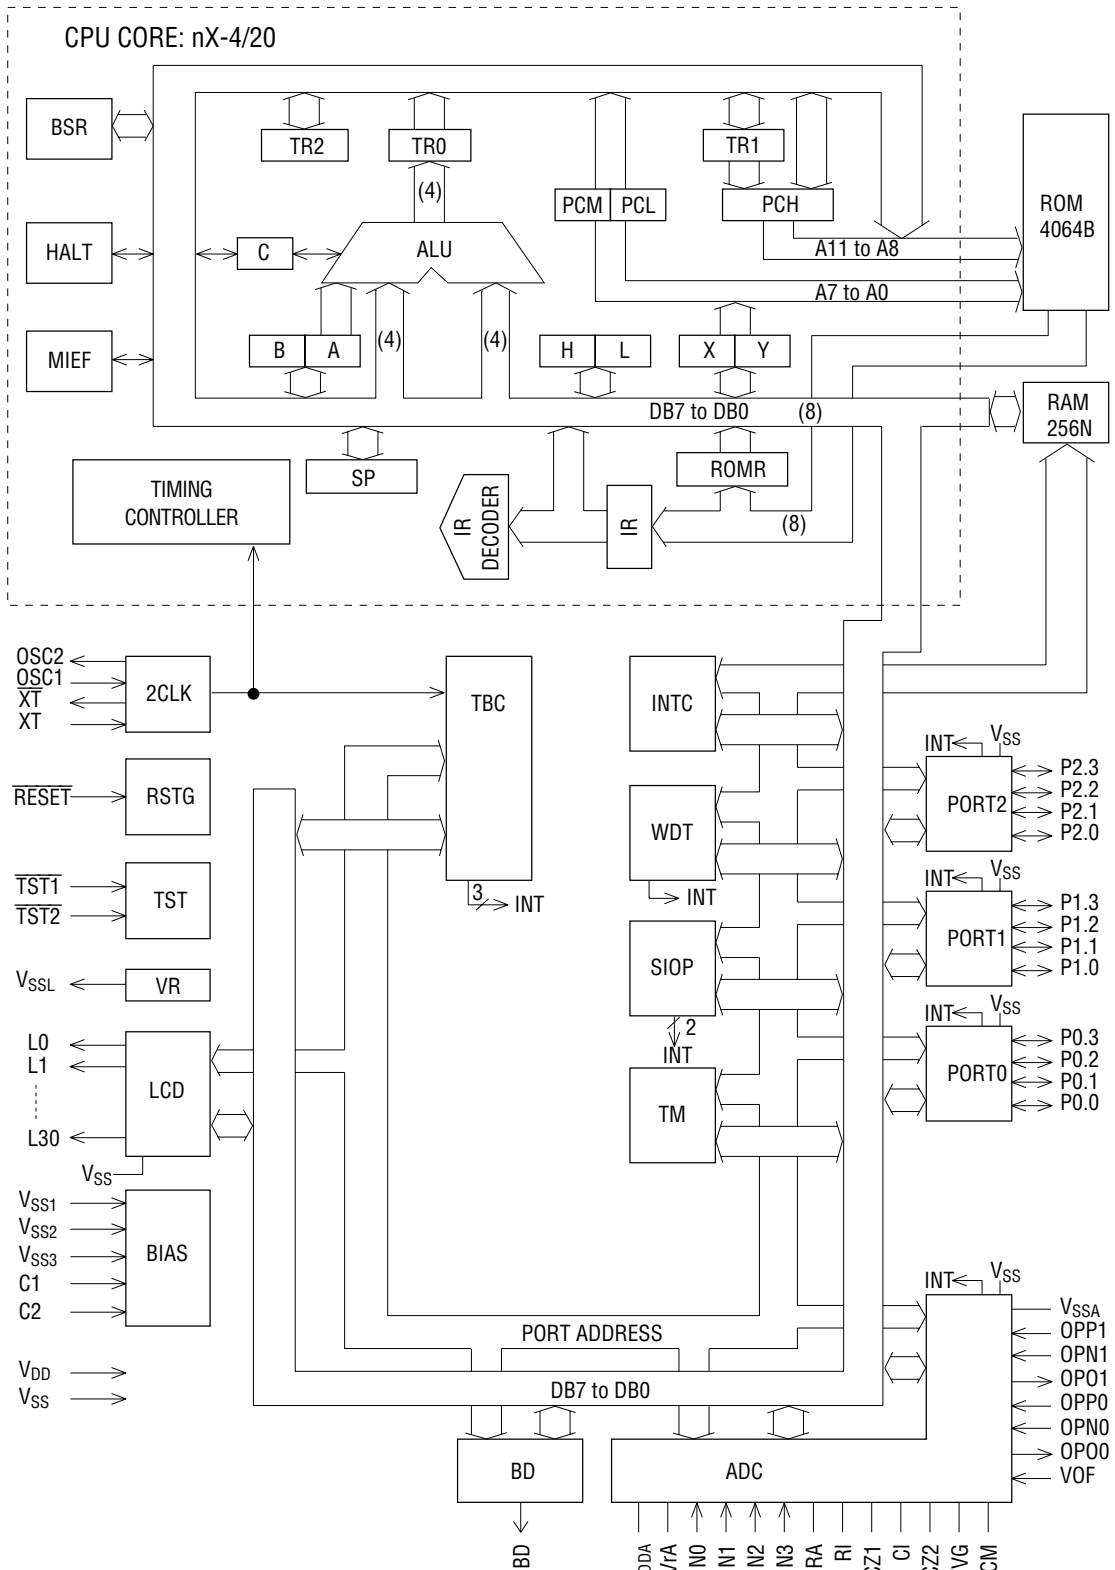 CPU CORE: nX-4/20
BSR
HALT
MIEF
TR2
TR0
(4)
ALU
C
B
A
(4)
(4)
PCM
PCL
TR1
PCH
A11 to A8
A7 to A0
H
L
X
Y
DB7 to DB0
(8)
ROM
4064B
RAM
256N
TIMING
CONTROLLER
SP
IR
DECODER
IR
ROMR
(8)
OSC2
OSC1
XT
XT
2CLK
TBC
3
INT
RESET
RSTG
TST1
TST2
TST
VSSL
VR
L0
L1
L30
LCD
VSS
VSS1
VSS2
VSS3
C1
C2
BIAS
VDD
VSS
INTC
WDT
INT
SIOP
2
INT
TM
INT
VSS
PORT2
P2.3
P2.2
P2.1
P2.0
INT
VSS
PORT1
P1.3
P1.2
P1.1
P1.0
INT
VSS
PORT0
P0.3
P0.2
P0.1
P0.0
PORT ADDRESS
DB7 to DB0
BD
BD
ADC
INT
VSS
VSSA
OPP1
OPN1
OPO1
OPP0
OPN0
OPO0
VOF
RA
RI
CI